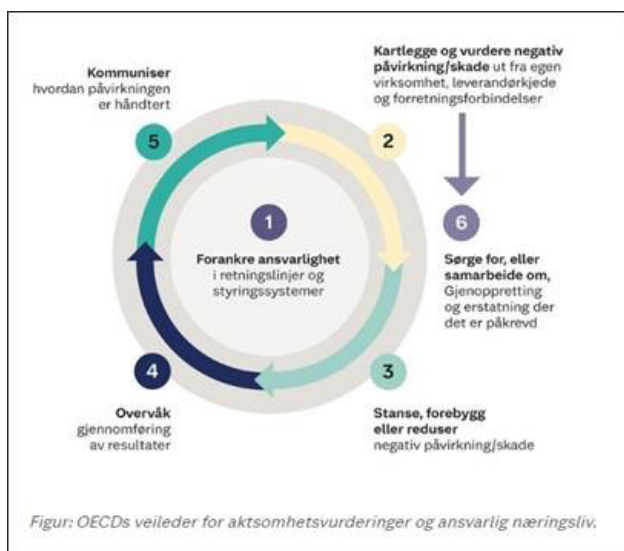 1
Forankre ansvarlighet
i retningslinjer og
styringssystemer
2
Kartlegge og vurdere negativ
påvirkning/skade ut fra egen
virksomhet, leverandørkjede
og forretningsforbindelser
3
Stanse, forebygg
eller reduser
negativ påvirkning/skade
4
Overvåk
gjennomføring
av resultater
5
Kommuniser
hvordan påvirkningen
er håndtert
6
Sørge for, eller
samarbeide om,
Gjenoppretting
og erstatning der
det er påkrevd
Figur: OECDs veileder for aktsomhetsvurderinger og ansvarlig næringsliv.